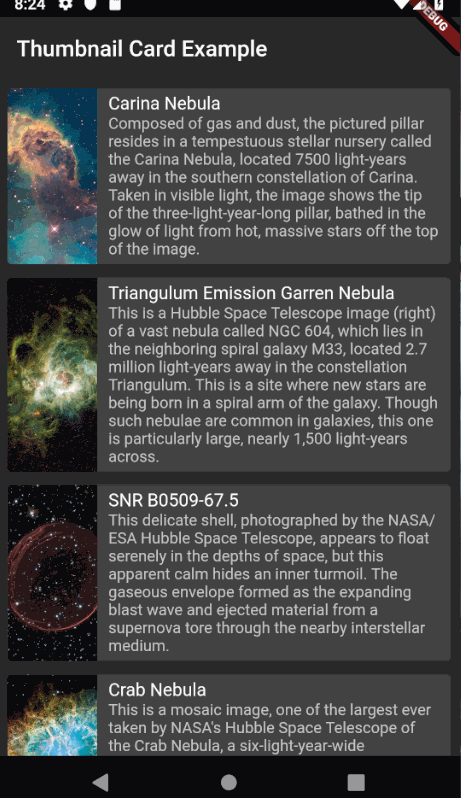 8:24
DEBUG
Thumbnail Card Example
Carina Nebula
Composed of gas and dust, the pictured pillar
resides in a tempestuous stellar nursery called
the Carina Nebula, located 7500 light-years
away in the southern constellation of Carina.
Taken in visible light, the image shows the tip
of the three-light-year-long pillar, bathed in the
glow of light from hot, massive stars off the top
of the image.
Triangulum Emission Garren Nebula
This is a Hubble Space Telescope image (right)
of a vast nebula called NGC 604, which lies in
the neighboring spiral galaxy M33, located 2.7
million light-years away in the constellation
Triangulum. This is a site where new stars are
being born in a spiral arm of the galaxy. Though
such nebulae are common in galaxies, this one
is particularly large, nearly 1,500 light-years
across.
SNR B0509-67.5
This delicate shell, photographed by the NASA/
ESA Hubble Space Telescope, appears to float
serenely in the depths of space, but this
apparent calm hides an inner turmoil. The
gaseous envelope formed as the expanding
blast wave and ejected material from a
supernova tore through the nearby interstellar
medium.
Crab Nebula
This is a mosaic image, one of the largest ever
taken by NASA's Hubble Space Telescope of
the Crab Nebula, a six-light-year-wide